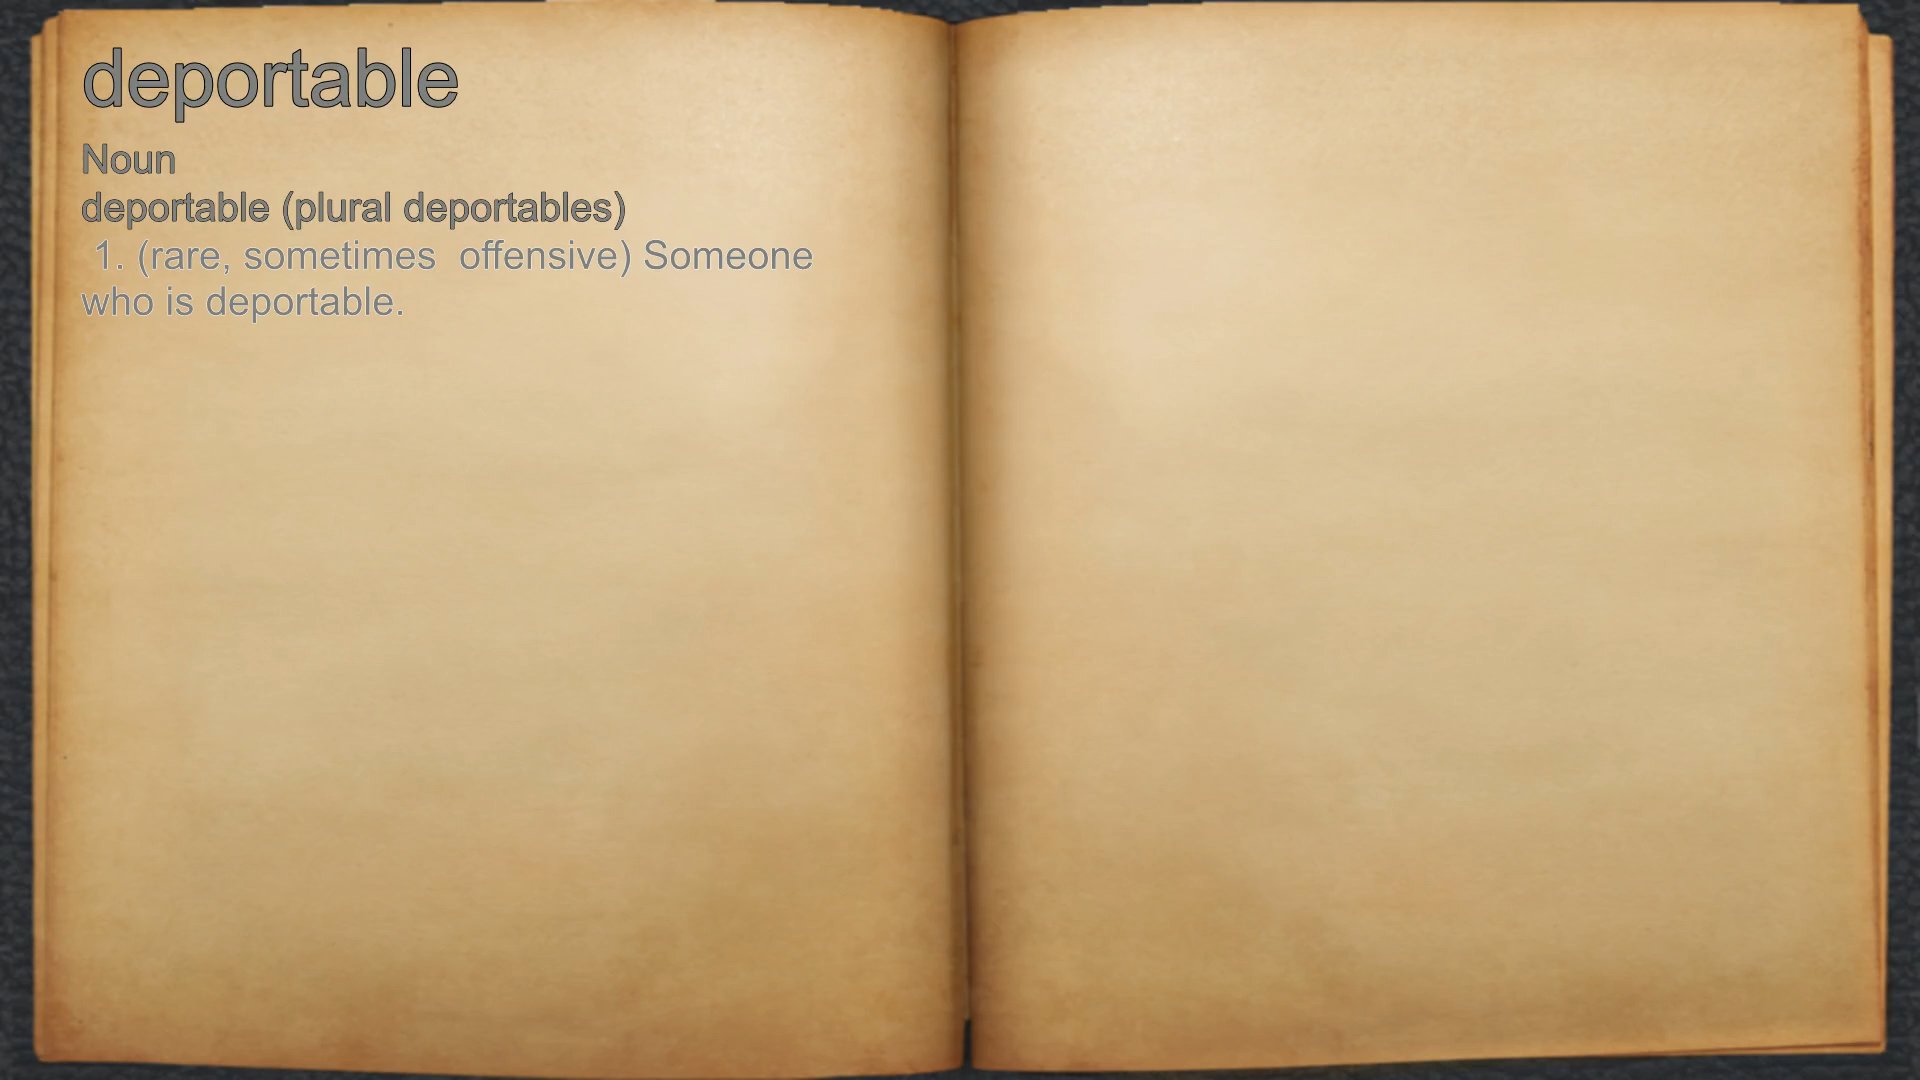 deportable
Noun
deportable (plural deportables)
1. (rare, sometimes offensive) Someone
who is deportable.